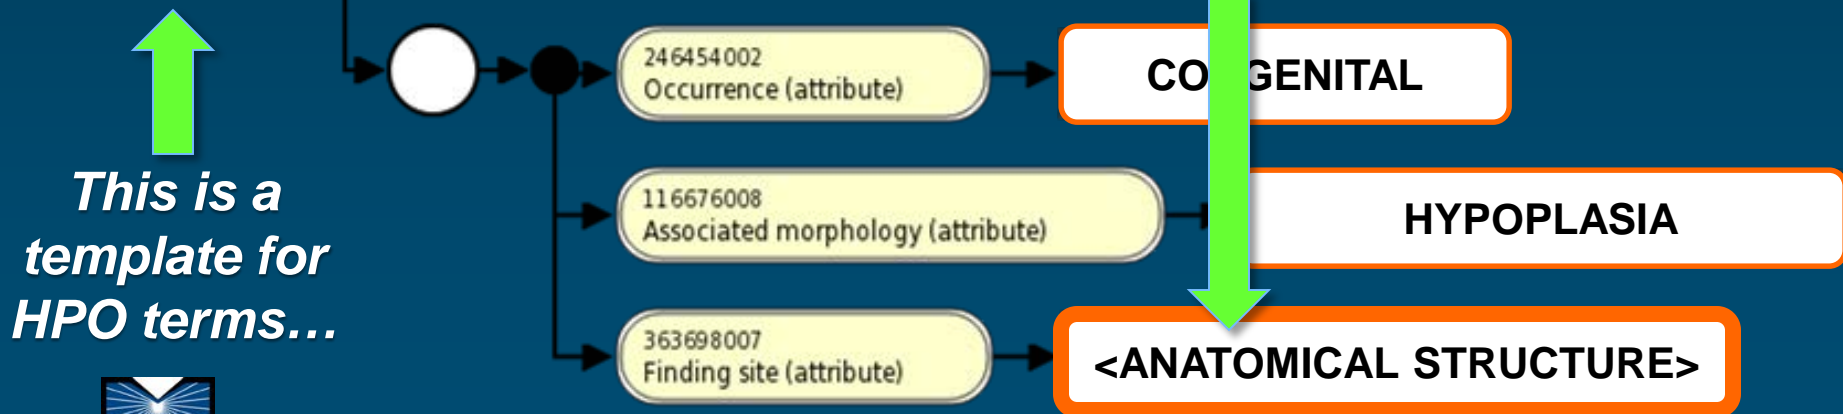 246454002
Occurrence (attribute)
CO GENITAL
This is a
template for
HPO terms…
116676008
Associated morphology (attribute)
HYPOPLASIA
363698007
Finding site (attribute)
<ANATOMICAL STRUCTURE>